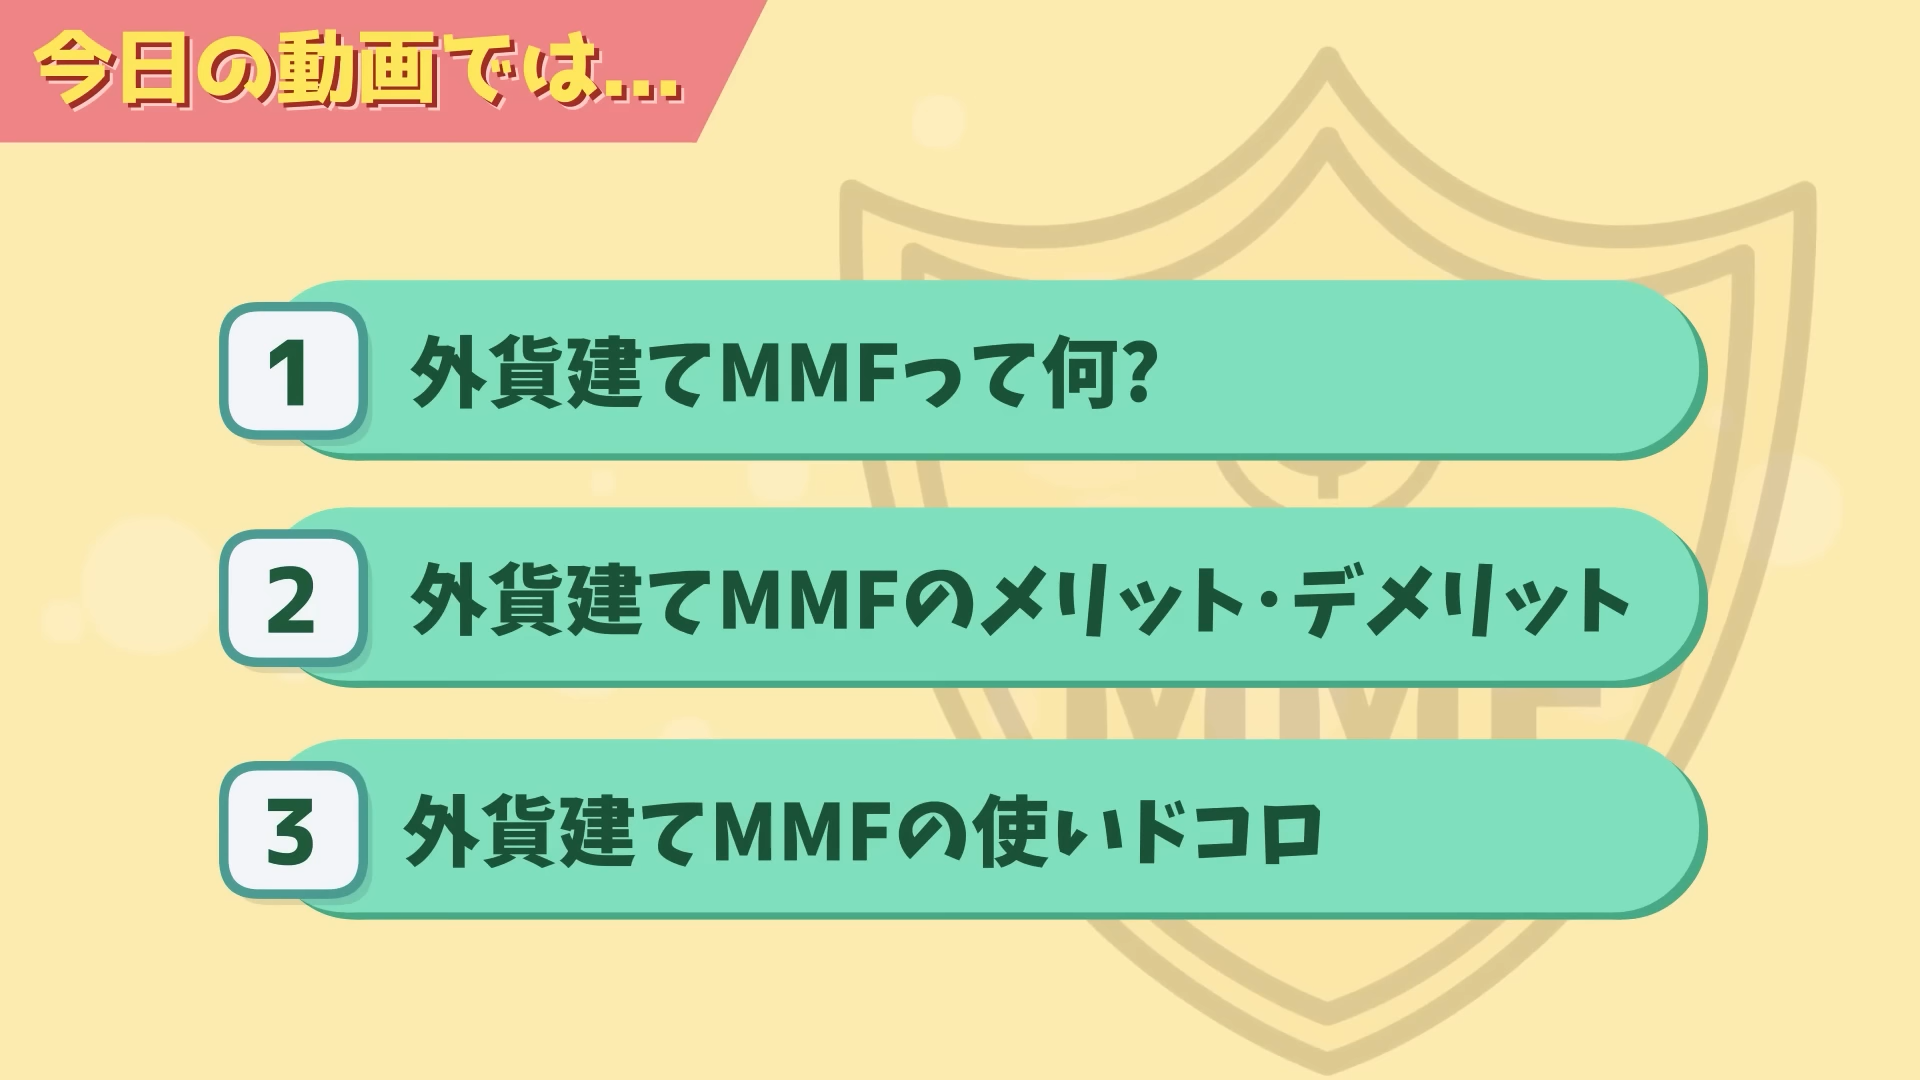 今日の動画では...
1
外貨建てMMFって何?
2
外貨建てMMFのメリット・デメリット
3
外貨建てMMFの使いドコロ
MMF